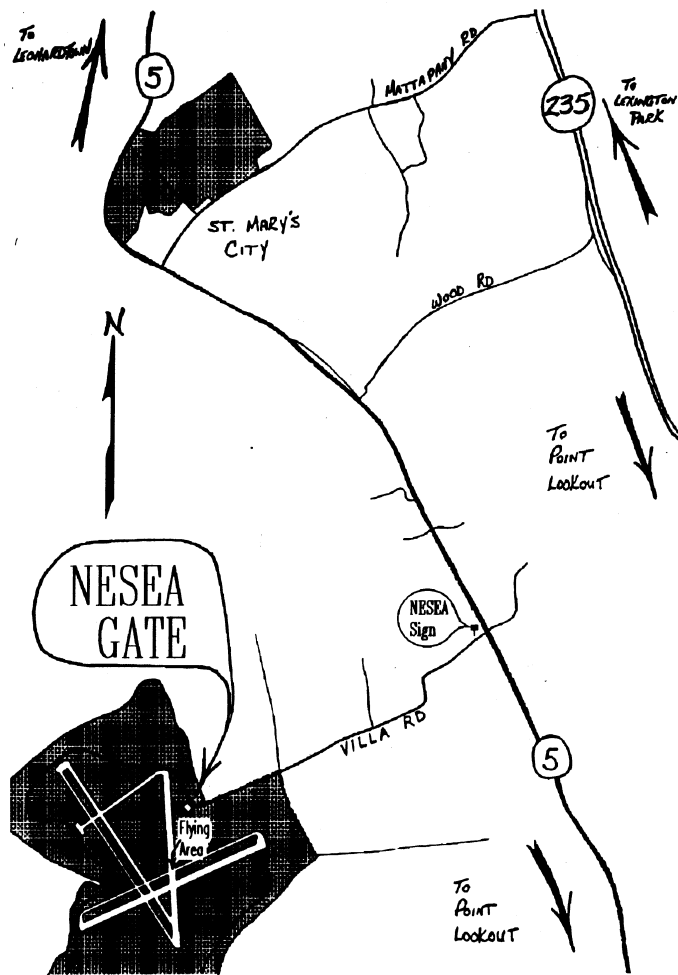 To
LEONARDTOWN
5
MATTAPANY RD
235
To
LEXINGTON
PARK
ST. MARY'S
CITY
WOOD RD
N
To
POINT
LOOKOUT
NESEA
GATE
NESEA
Sign
VILLA RD
5
Flying
Area
To
POINT
LOOKOUT